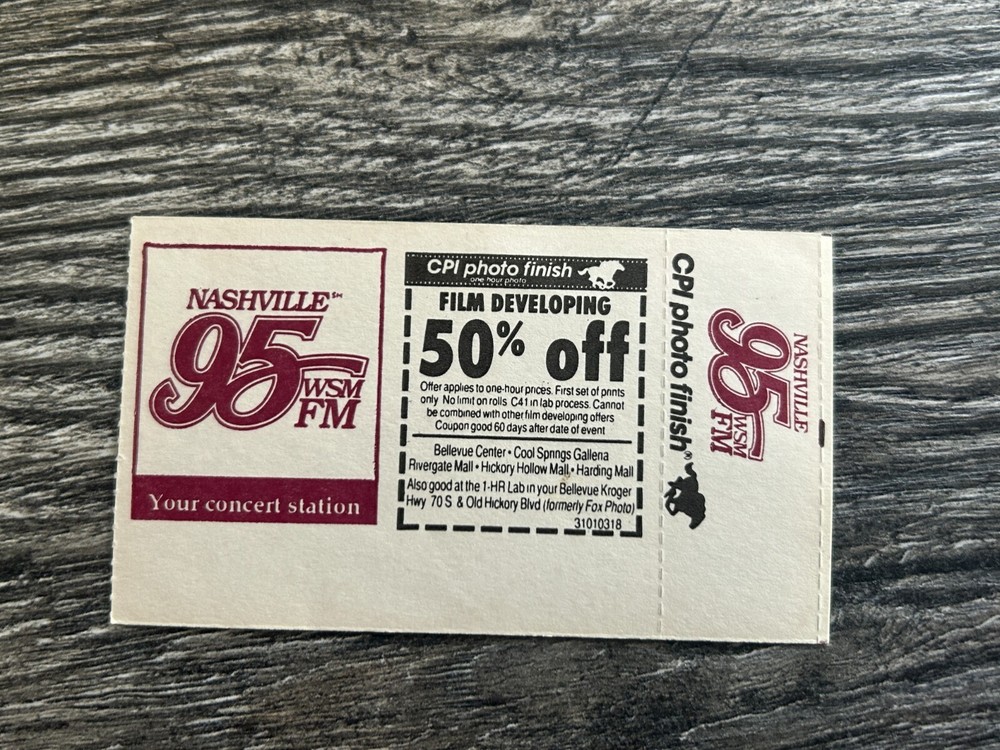 NASHVILLE℠
95
WSM
FM
Your concert station
CPI photo finish
one hour photo
FILM DEVELOPING
50% off
Offer applies to one-hour prices. First set of prints
only. No limit on rolls. C41 in lab process. Cannot
be combined with other film developing offers
Coupon good 60 days after date of event
Bellevue Center • Cool Springs Galleria
Rivergate Mall • Hickory Hollow Mall • Harding Mall
Also good at the 1-HR Lab in your Bellevue Kroger
Hwy 70S & Old Hickory Blvd (formerly Fox Photo)
31010318
CPI photo finish®
NASHVILLE
95
WSM
FM